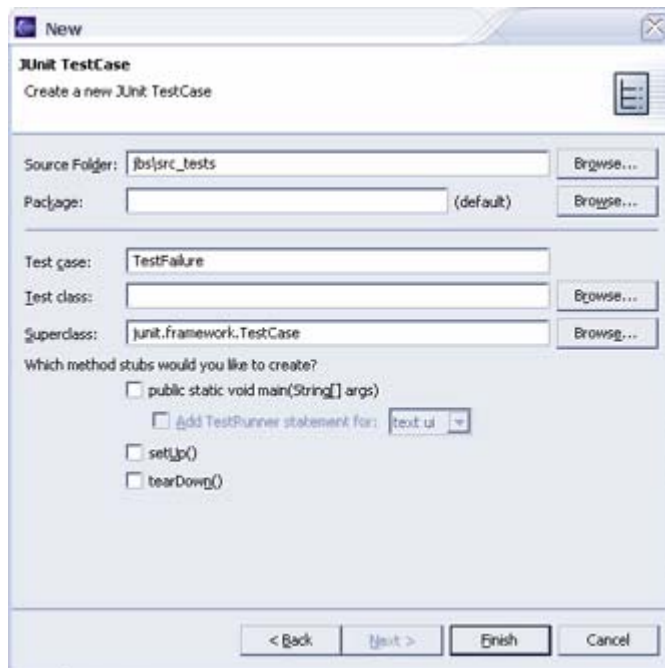 New
JUnit TestCase
Create a new JUnit TestCase
Source Folder: jbs\src_tests Browse...
Package: (default) Browse...
Test case: TestFailure
Test class: Browse...
Superclass: junit.framework.TestCase Browse...
Which method stubs would you like to create?
public static void main(String[] args)
Add TestRunner statement for: text ui
setUp()
tearDown()
< Back Next > Finish Cancel